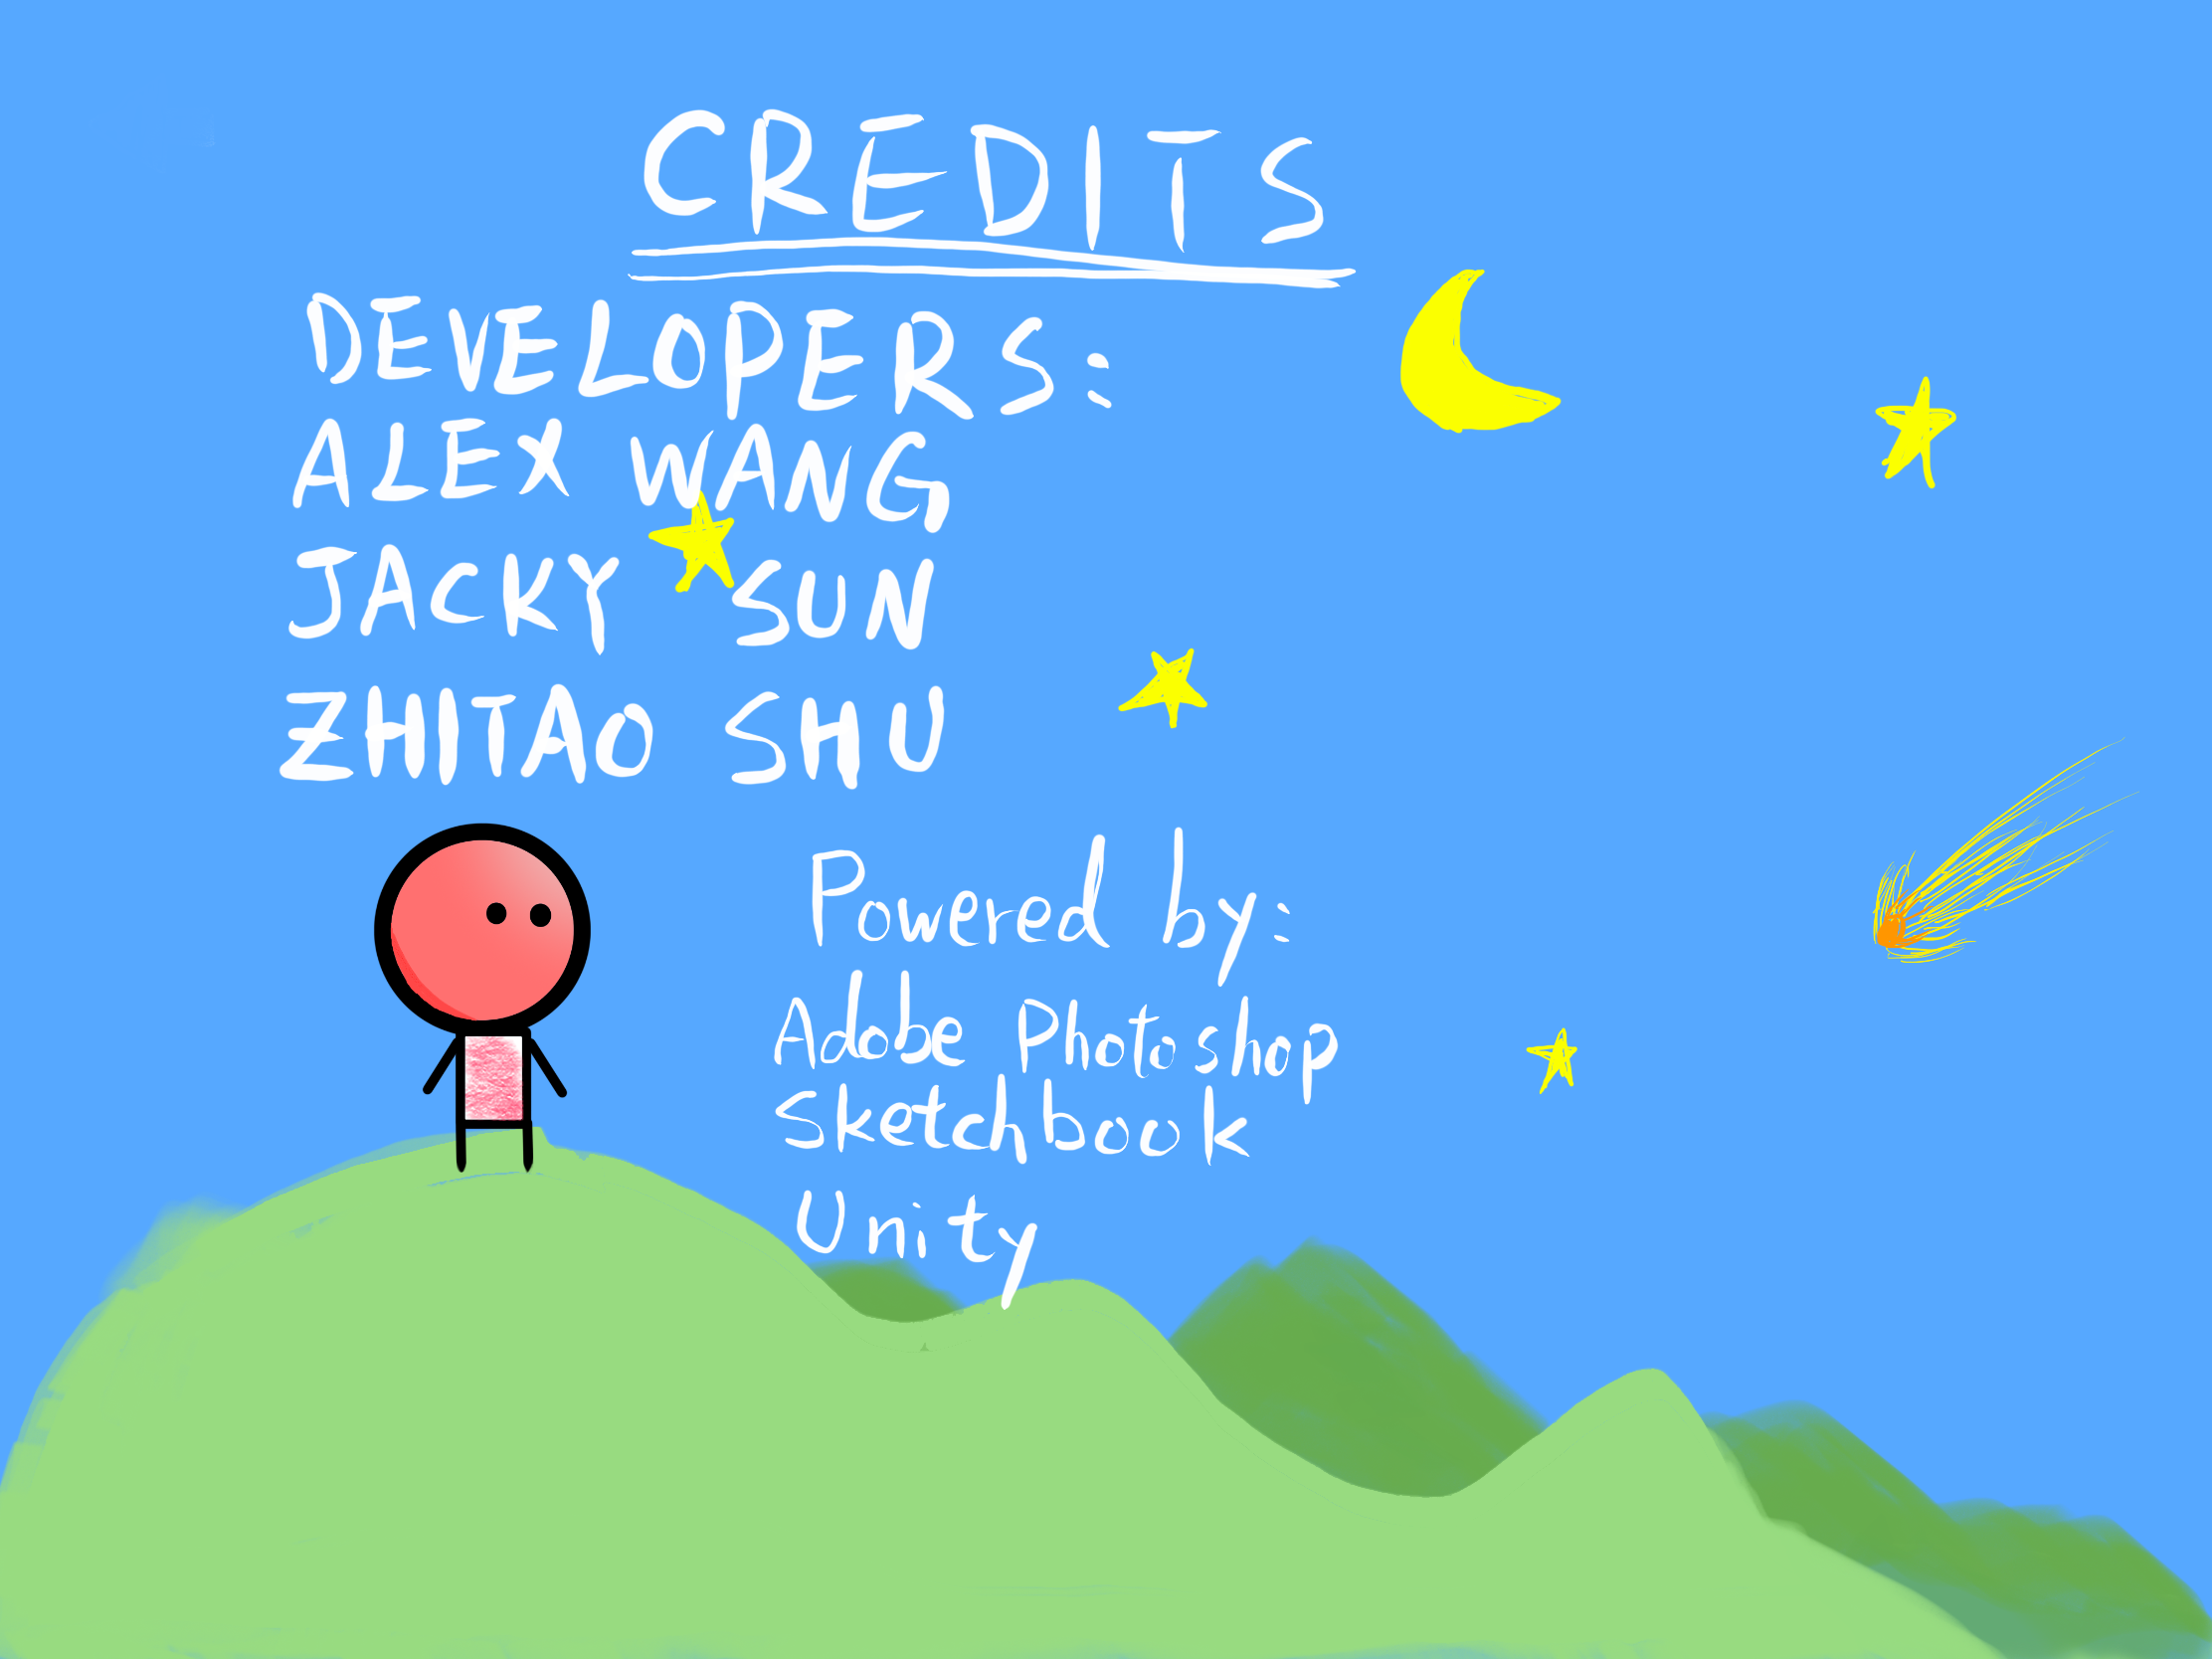 CREDITS
DEVELOPERS:
ALEX WANG
JACKY SUN
ZHITAO SHU
Powered by:
Adobe Photoshop
Sketchbook
Unity